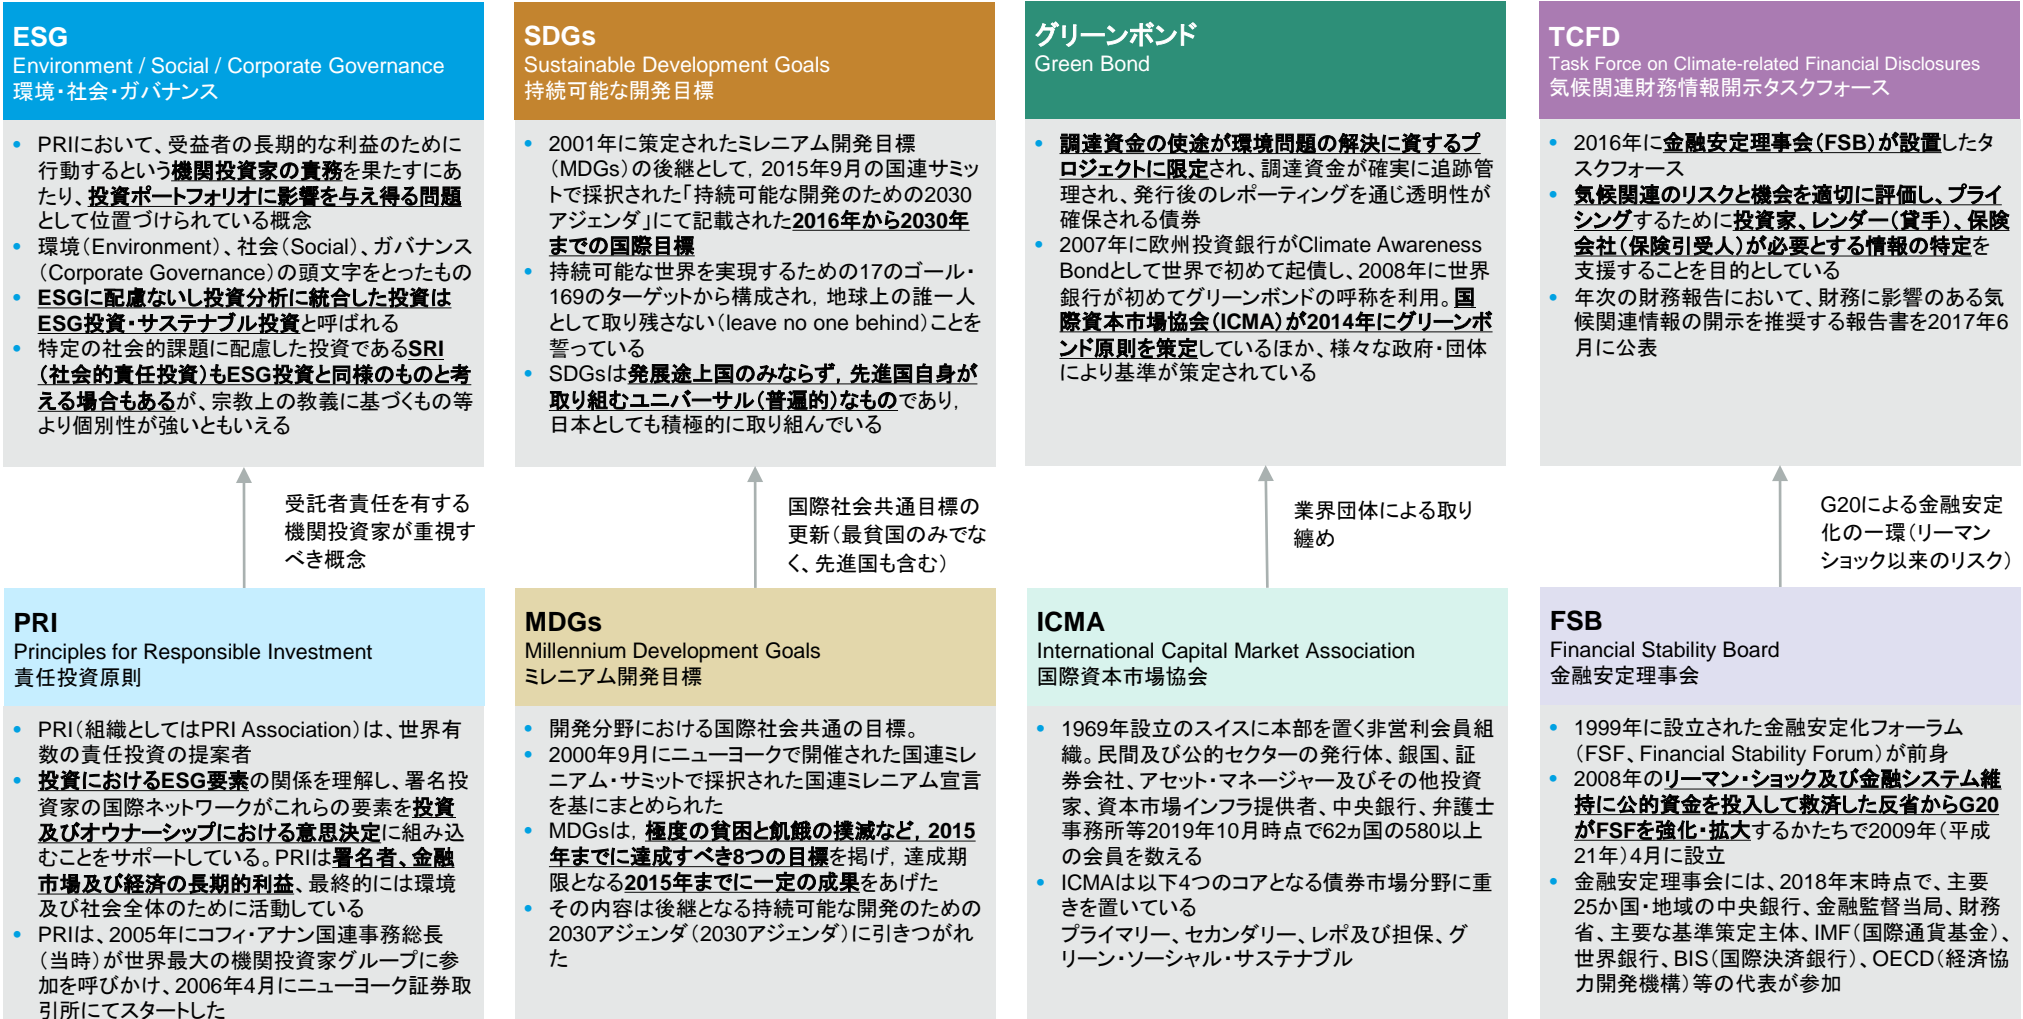 ESG
Environment / Social / Corporate Governance
環境・社会・ガバナンス
• PRIにおいて、受益者の長期的な利益のために
行動するという機関投資家の責務を果たすにあ
たり、投資ポートフォリオに影響を与え得る問題
として位置づけられている概念
• 環境（Environment）、社会（Social）、ガバナンス
（Corporate Governance）の頭文字をとったもの
• ESGに配慮ないし投資分析に統合した投資は
ESG投資・サステナブル投資と呼ばれる
• 特定の社会的課題に配慮した投資であるSRI
（社会的責任投資）もESG投資と同様のものと考
える場合もあるが、宗教上の教義に基づくもの等
より個別性が強いともいえる
SDGs
Sustainable Development Goals
持続可能な開発目標
• 2001年に策定されたミレニアム開発目標
（MDGs）の後継として，2015年9月の国連サミッ
トで採択された「持続可能な開発のための2030
アジェンダ」にて記載された2016年から2030年
までの国際目標
• 持続可能な世界を実現するための17のゴール・
169のターゲットから構成され，地球上の誰一人
として取り残さない（leave no one behind）ことを
誓っている
• SDGsは発展途上国のみならず，先進国自身が
取り組むユニバーサル（普遍的）なものであり，
日本としても積極的に取り組んでいる
グリーンボンド
Green Bond
• 調達資金の使途が環境問題の解決に資するプ
ロジェクトに限定され、調達資金が確実に追跡管
理され、発行後のレポーティングを通じ透明性が
確保される債券
• 2007年に欧州投資銀行がClimate Awareness
Bondとして世界で初めて起債し、2008年に世界
銀行が初めてグリーンボンドの呼称を利用。国
際資本市場協会（ICMA）が2014年にグリーンボ
ンド原則を策定しているほか、様々な政府・団体
により基準が策定されている
TCFD
Task Force on Climate-related Financial Disclosures
気候関連財務情報開示タスクフォース
• 2016年に金融安定理事会（FSB）が設置したタ
スクフォース
• 気候関連のリスクと機会を適切に評価し、プライ
シングするために投資家、レンダー（貸手）、保険
会社（保険引受人）が必要とする情報の特定を
支援することを目的としている
• 年次の財務報告において、財務に影響のある気
候関連情報の開示を推奨する報告書を2017年6
月に公表
受託者責任を有する
機関投資家が重視す
べき概念
国際社会共通目標の
更新（最貧国のみでな
く、先進国も含む）
業界団体による取り
纏め
G20による金融安定
化の一環（リーマン
ショック以来のリスク）
PRI
Principles for Responsible Investment
責任投資原則
• PRI（組織としてはPRI Association）は、世界有
数の責任投資の提案者
• 投資におけるESG要素の関係を理解し、署名投
資家の国際ネットワークがこれらの要素を投資
及びオウナーシップにおける意思決定に組み込
むことをサポートしている。PRIは署名者、金融
市場及び経済の長期的利益、最終的には環境
及び社会全体のために活動している
• PRIは、2005年にコフィ・アナン国連事務総長
（当時）が世界最大の機関投資家グループに参
加を呼びかけ、2006年4月にニューヨーク証券取
引所にてスタートした
MDGs
Millennium Development Goals
ミレニアム開発目標
• 開発分野における国際社会共通の目標。
• 2000年9月にニューヨークで開催された国連ミレ
ニアム・サミットで採択された国連ミレニアム宣言
を基にまとめられた
• MDGsは，極度の貧困と飢餓の撲滅など，2015
年までに達成すべき8つの目標を掲げ，達成期
限となる2015年までに一定の成果をあげた
• その内容は後継となる持続可能な開発のための
2030アジェンダ（2030アジェンダ）に引きつがれ
た
ICMA
International Capital Market Association
国際資本市場協会
• 1969年設立のスイスに本部を置く非営利会員組
織。民間及び公的セクターの発行体、銀国、証
券会社、アセット・マネージャー及びその他投資
家、資本市場インフラ提供者、中央銀行、弁護士
事務所等2019年10月時点で62ヵ国の580以上
の会員を数える
• ICMAは以下4つのコアとなる債券市場分野に重
きを置いている
プライマリー、セカンダリー、レポ及び担保、グ
リーン・ソーシャル・サステナブル
FSB
Financial Stability Board
金融安定理事会
• 1999年に設立された金融安定化フォーラム
（FSF、Financial Stability Forum）が前身
• 2008年のリーマン・ショック及び金融システム維
持に公的資金を投入して救済した反省からG20
がFSFを強化・拡大するかたちで2009年（平成
21年）4月に設立
• 金融安定理事会には、2018年末時点で、主要
25か国・地域の中央銀行、金融監督当局、財務
省、主要な基準策定主体、IMF（国際通貨基金）、
世界銀行、BIS（国際決済銀行）、OECD（経済協
力開発機構）等の代表が参加